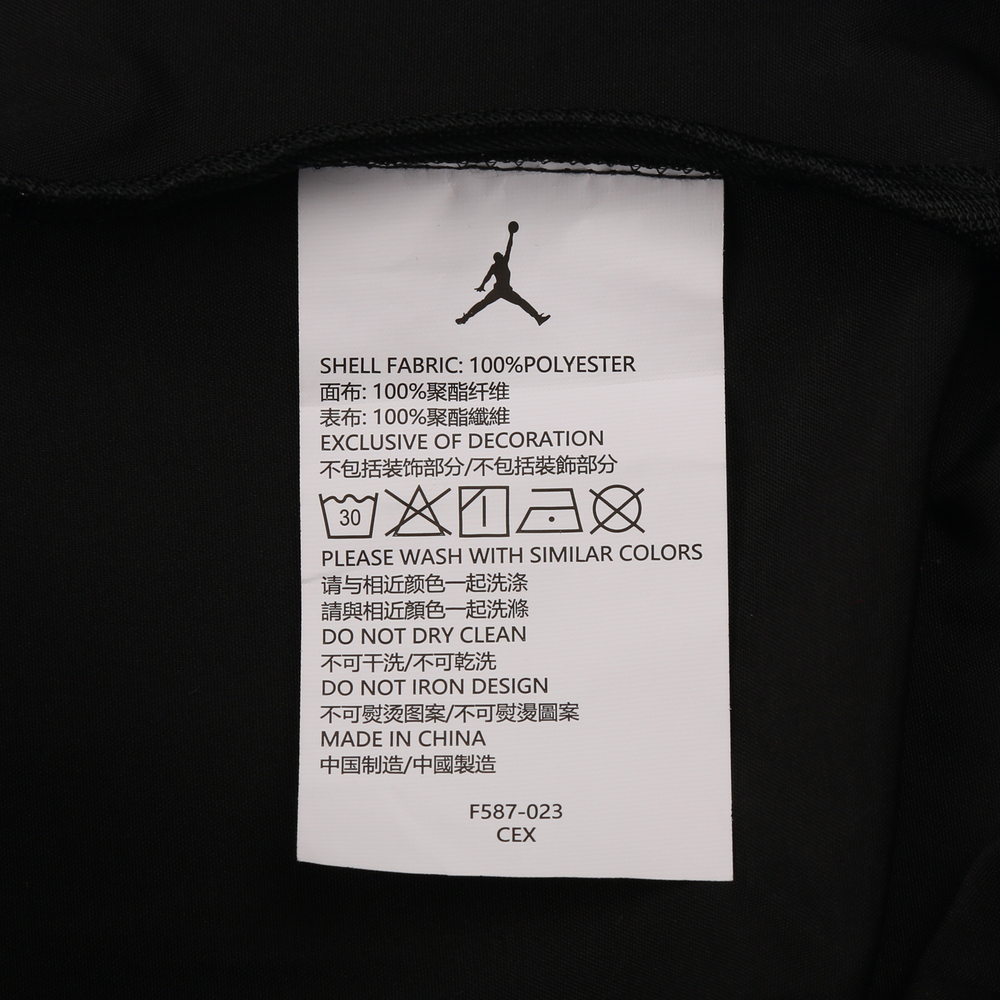 SHELL FABRIC: 100%POLYESTER
面布: 100%聚酯纤维
表布: 100%聚酯纖維
EXCLUSIVE OF DECORATION
不包括装饰部分/不包括裝飾部分
30
PLEASE WASH WITH SIMILAR COLORS
请与相近颜色一起洗涤
請與相近顏色一起洗滌
DO NOT DRY CLEAN
不可干洗/不可乾洗
DO NOT IRON DESIGN
不可熨烫图案/不可熨燙圖案
MADE IN CHINA
中国制造/中國製造
F587-023
CEX